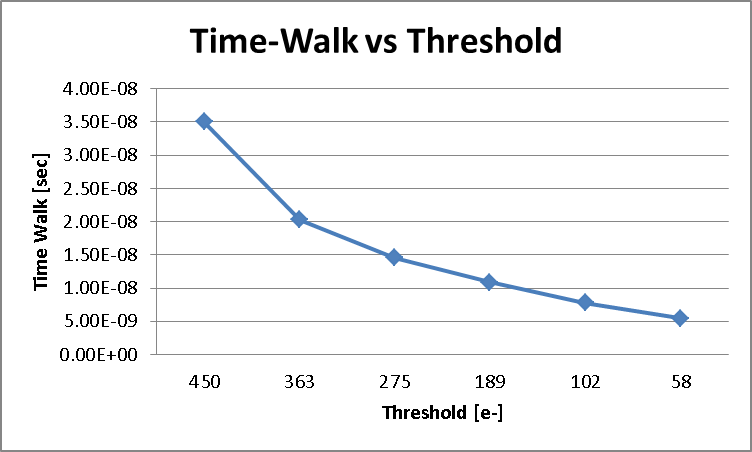 Time-Walk vs Threshold
4.00E-08
3.50E-08
3.00E-08
2.50E-08
2.00E-08
1.50E-08
1.00E-08
5.00E-09
0.00E+00
Time Walk [sec]
450 363 275 189 102 58
Threshold [e-]